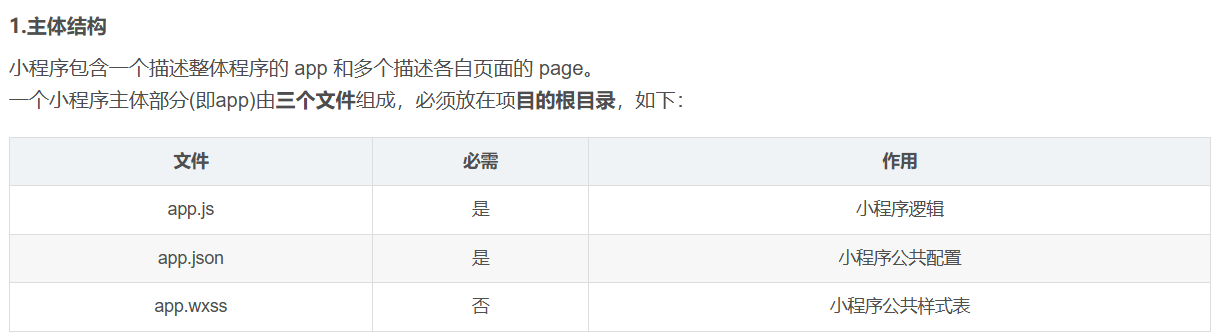 1.主体结构
小程序包含一个描述整体程序的 app 和多个描述各自页面的 page。
一个小程序主体部分(即app)由三个文件组成，必须放在项目的根目录，如下：
文件 必需 作用
app.js 是 小程序逻辑
app.json 是 小程序公共配置
app.wxss 否 小程序公共样式表